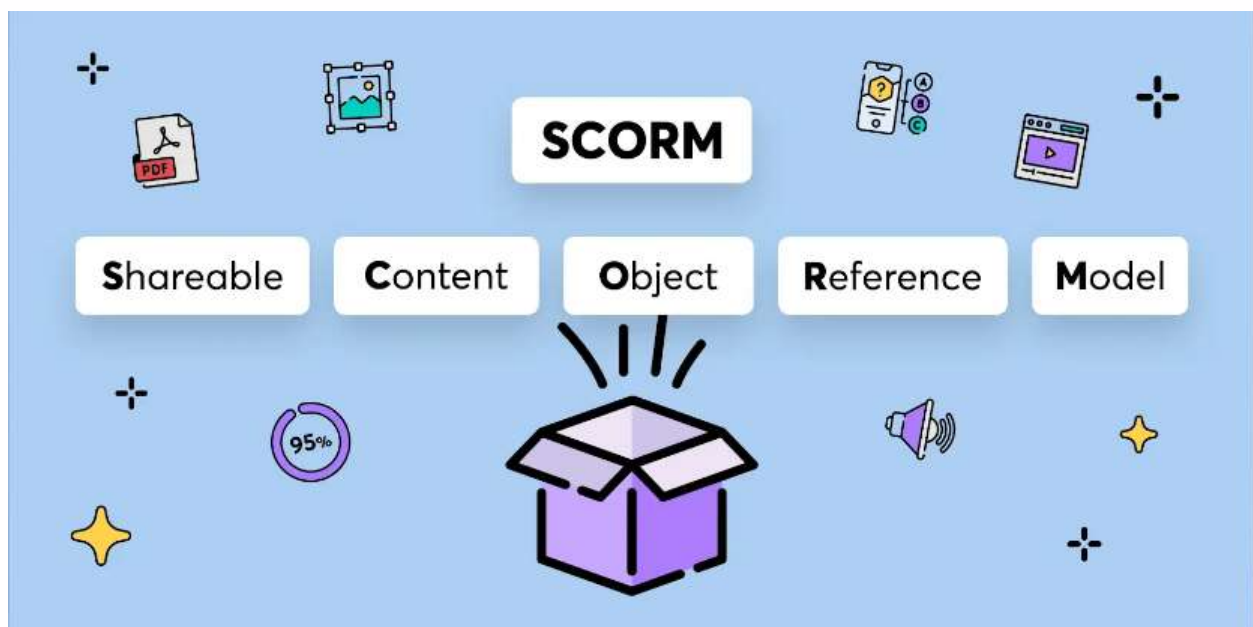 SCORM
Shareable Content Object Reference Model
PDF
?
A
B
C
95%